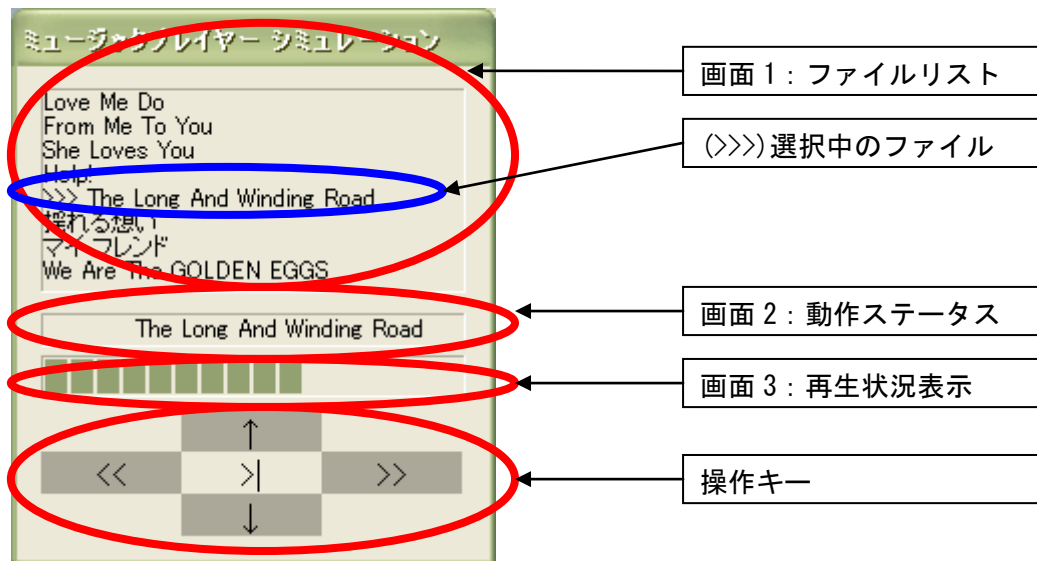 ミュージックプレイヤー シミュレーション
Love Me Do
From Me To You
She Loves You
Help!
>>> The Long And Winding Road
揺れる想い
マイ フレンド
We Are The GOLDEN EGGS
The Long And Winding Road
↑
<< >| >>
↓
画面1：ファイルリスト
(>>>)選択中のファイル
画面2：動作ステータス
画面3：再生状況表示
操作キー